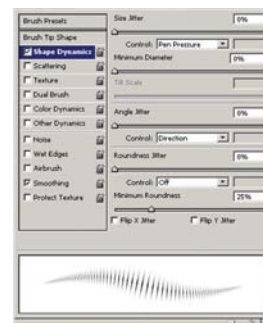 Brush Presets
Brush Tip Shape
Shape Dynamics
Scattering
Texture
Dual Brush
Color Dynamics
Other Dynamics
Noise
Wet Edges
Airbrush
Smoothing
Protect Texture
Size Jitter 0%
Control: Pen Pressure
Minimum Diameter 0%
Tilt Scale
Angle Jitter 0%
Control: Direction
Roundness Jitter 0%
Control: Off
Minimum Roundness 25%
Flip X Jitter Flip Y Jitter